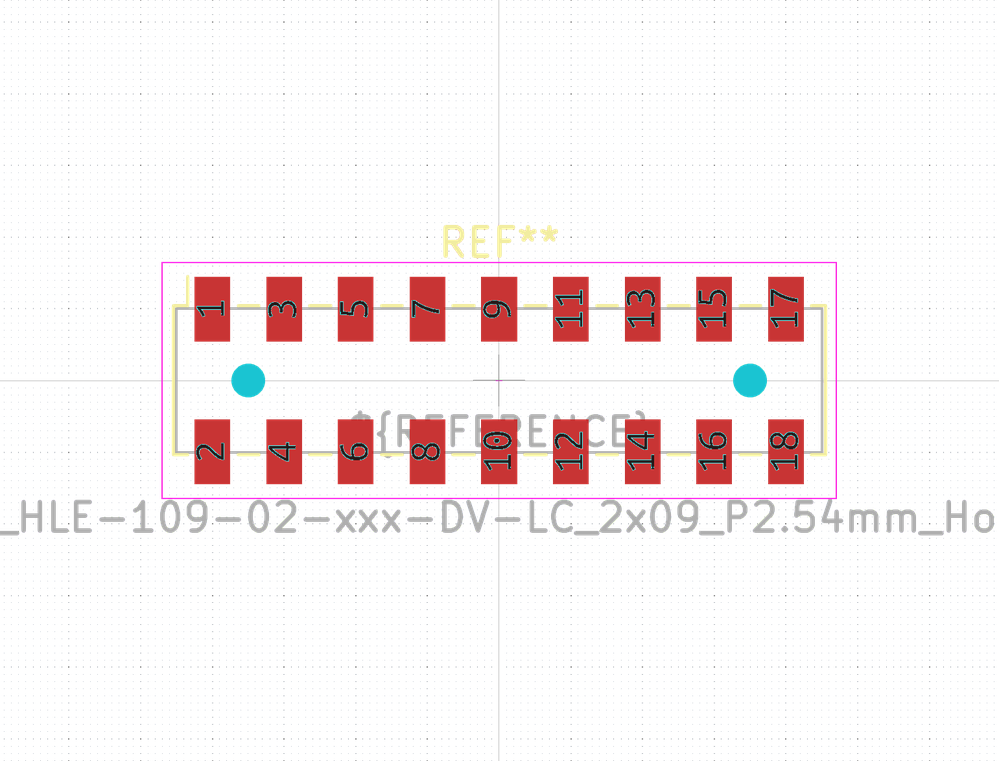 REF**
1 3 5 7 9 11 13 15 17
${REFERENCE}
2 4 6 8 10 12 14 16 18
_HLE-109-02-xxx-DV-LC_2x09_P2.54mm_Ho